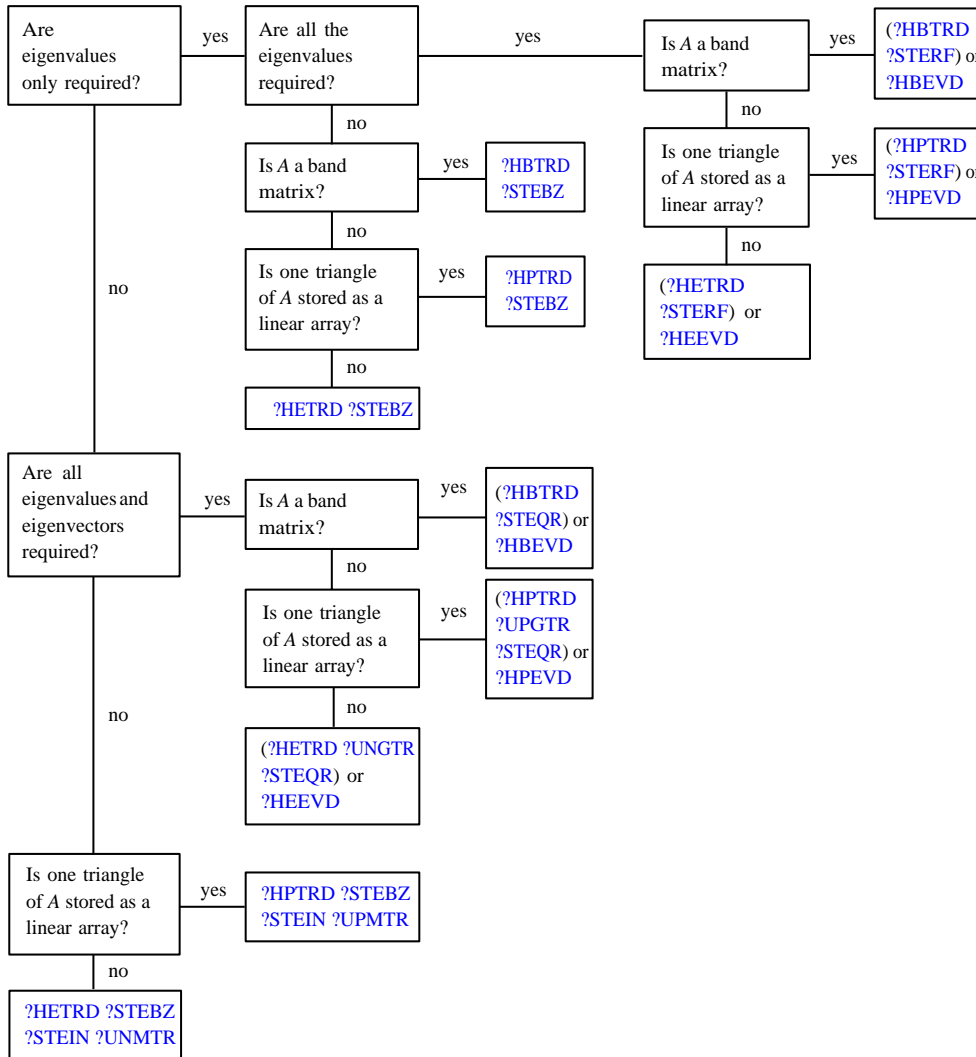 Are
eigenvalues
only required?
yes
Are all the
eigenvalues
required?
yes
Is A a band
matrix?
yes
(?HBTRD
?STERF) or
?HBEVD
no
Is one triangle
of A stored as a
linear array?
yes
(?HPTRD
?STERF) or
?HPEVD
no
(?HETRD
?STERF) or
?HEEVD
no
Is A a band
matrix?
yes
?HBTRD
?STEBZ
no
Is one triangle
of A stored as a
linear array?
yes
?HPTRD
?STEBZ
no
?HETRD ?STEBZ
no
Are all
eigenvalues and
eigenvectors
required?
yes
Is A a band
matrix?
yes
(?HBTRD
?STEQR) or
?HBEVD
no
Is one triangle
of A stored as a
linear array?
yes
(?HPTRD
?UPGTR
?STEQR) or
?HPEVD
no
(?HETRD ?UNGTR
?STEQR) or
?HEEVD
no
Is one triangle
of A stored as a
linear array?
yes
?HPTRD ?STEBZ
?STEIN ?UPMTR
no
?HETRD ?STEBZ
?STEIN ?UNMTR